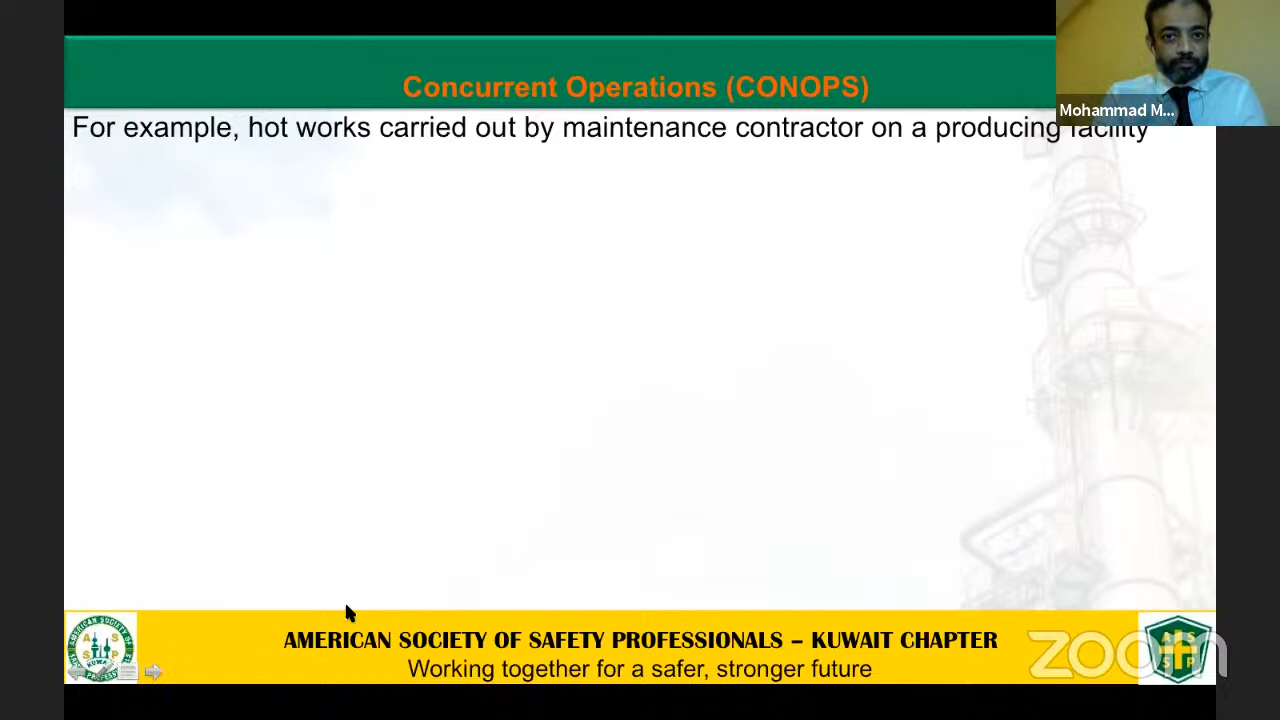 Concurrent Operations (CONOPS)
Mohammad M...
For example, hot works carried out by maintenance contractor on a producing facility
AMERICAN SOCIETY OF SAFETY PROFESSIONALS – KUWAIT CHAPTER
Working together for a safer, stronger future
zoom
A S
S P
KUWAIT
A S
S P